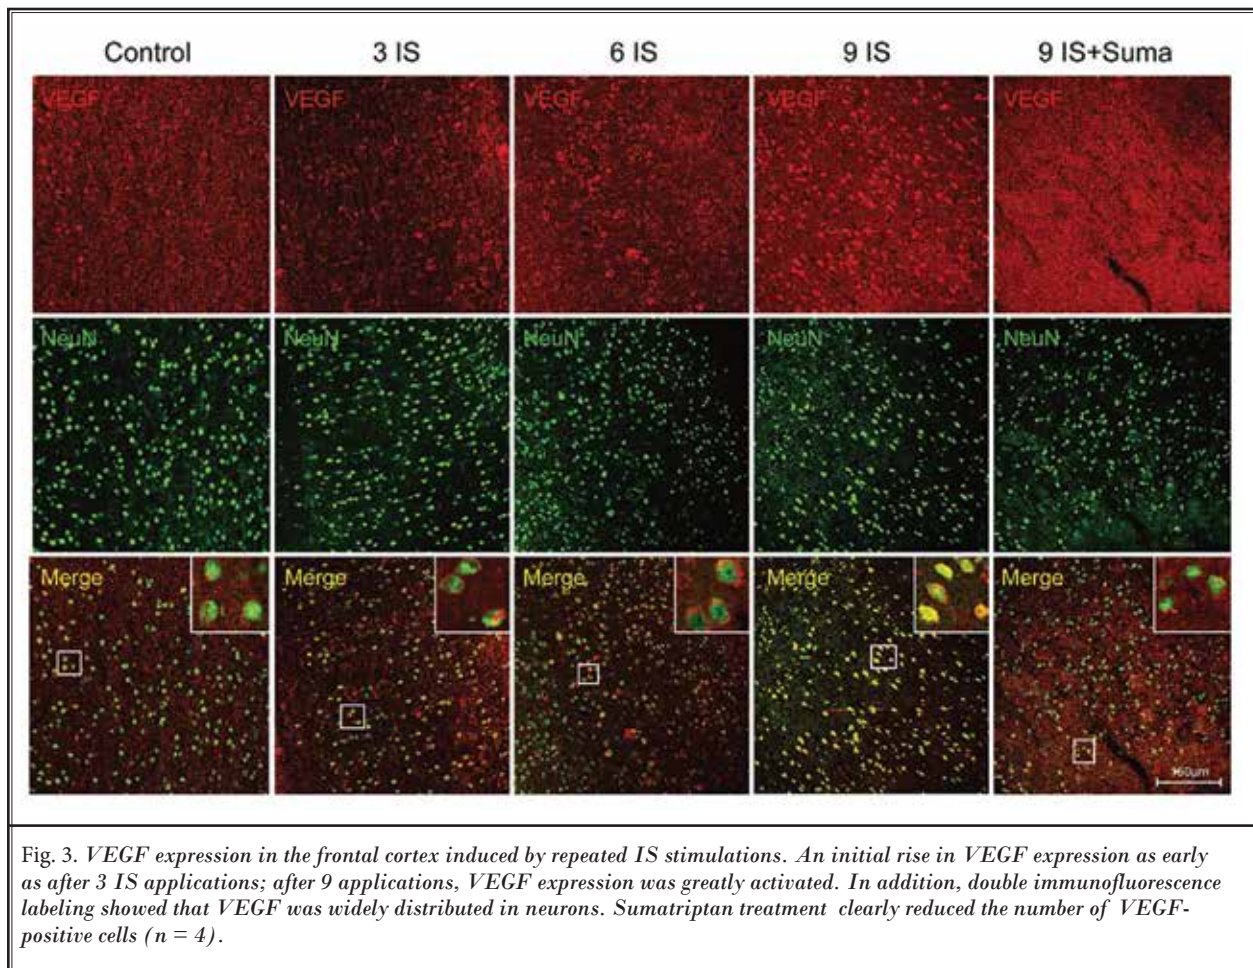 Control 3 IS 6 IS 9 IS 9 IS+Suma
VEGF VEGF VEGF VEGF VEGF
NeuN NeuN NeuN NeuN NeuN
Merge Merge Merge Merge Merge
160µm
Fig. 3. VEGF expression in the frontal cortex induced by repeated IS stimulations. An initial rise in VEGF expression as early
as after 3 IS applications; after 9 applications, VEGF expression was greatly activated. In addition, double immunofluorescence
labeling showed that VEGF was widely distributed in neurons. Sumatriptan treatment clearly reduced the number of VEGF-
positive cells (n = 4).